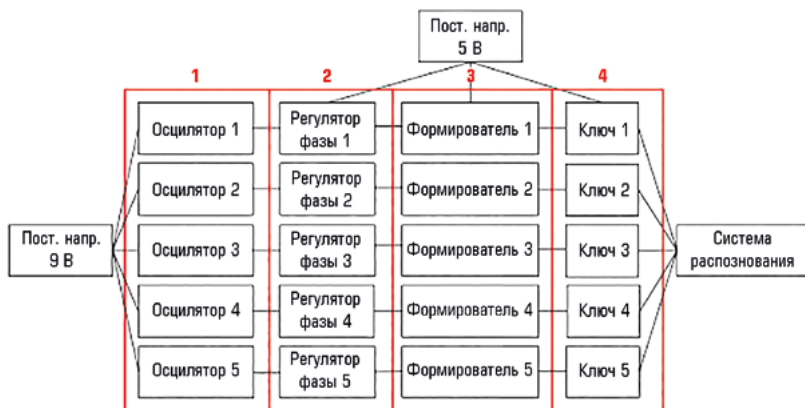 Пост. напр.
5 В
1
2
3
4
Осцилятор 1
Регулятор
фазы 1
Формирователь 1
Ключ 1
Осцилятор 2
Регулятор
фазы 2
Формирователь 2
Ключ 2
Пост. напр.
9 В
Осцилятор 3
Регулятор
фазы 3
Формирователь 3
Ключ 3
Система
распознования
Осцилятор 4
Регулятор
фазы 4
Формирователь 4
Ключ 4
Осцилятор 5
Регулятор
фазы 5
Формирователь 5
Ключ 5